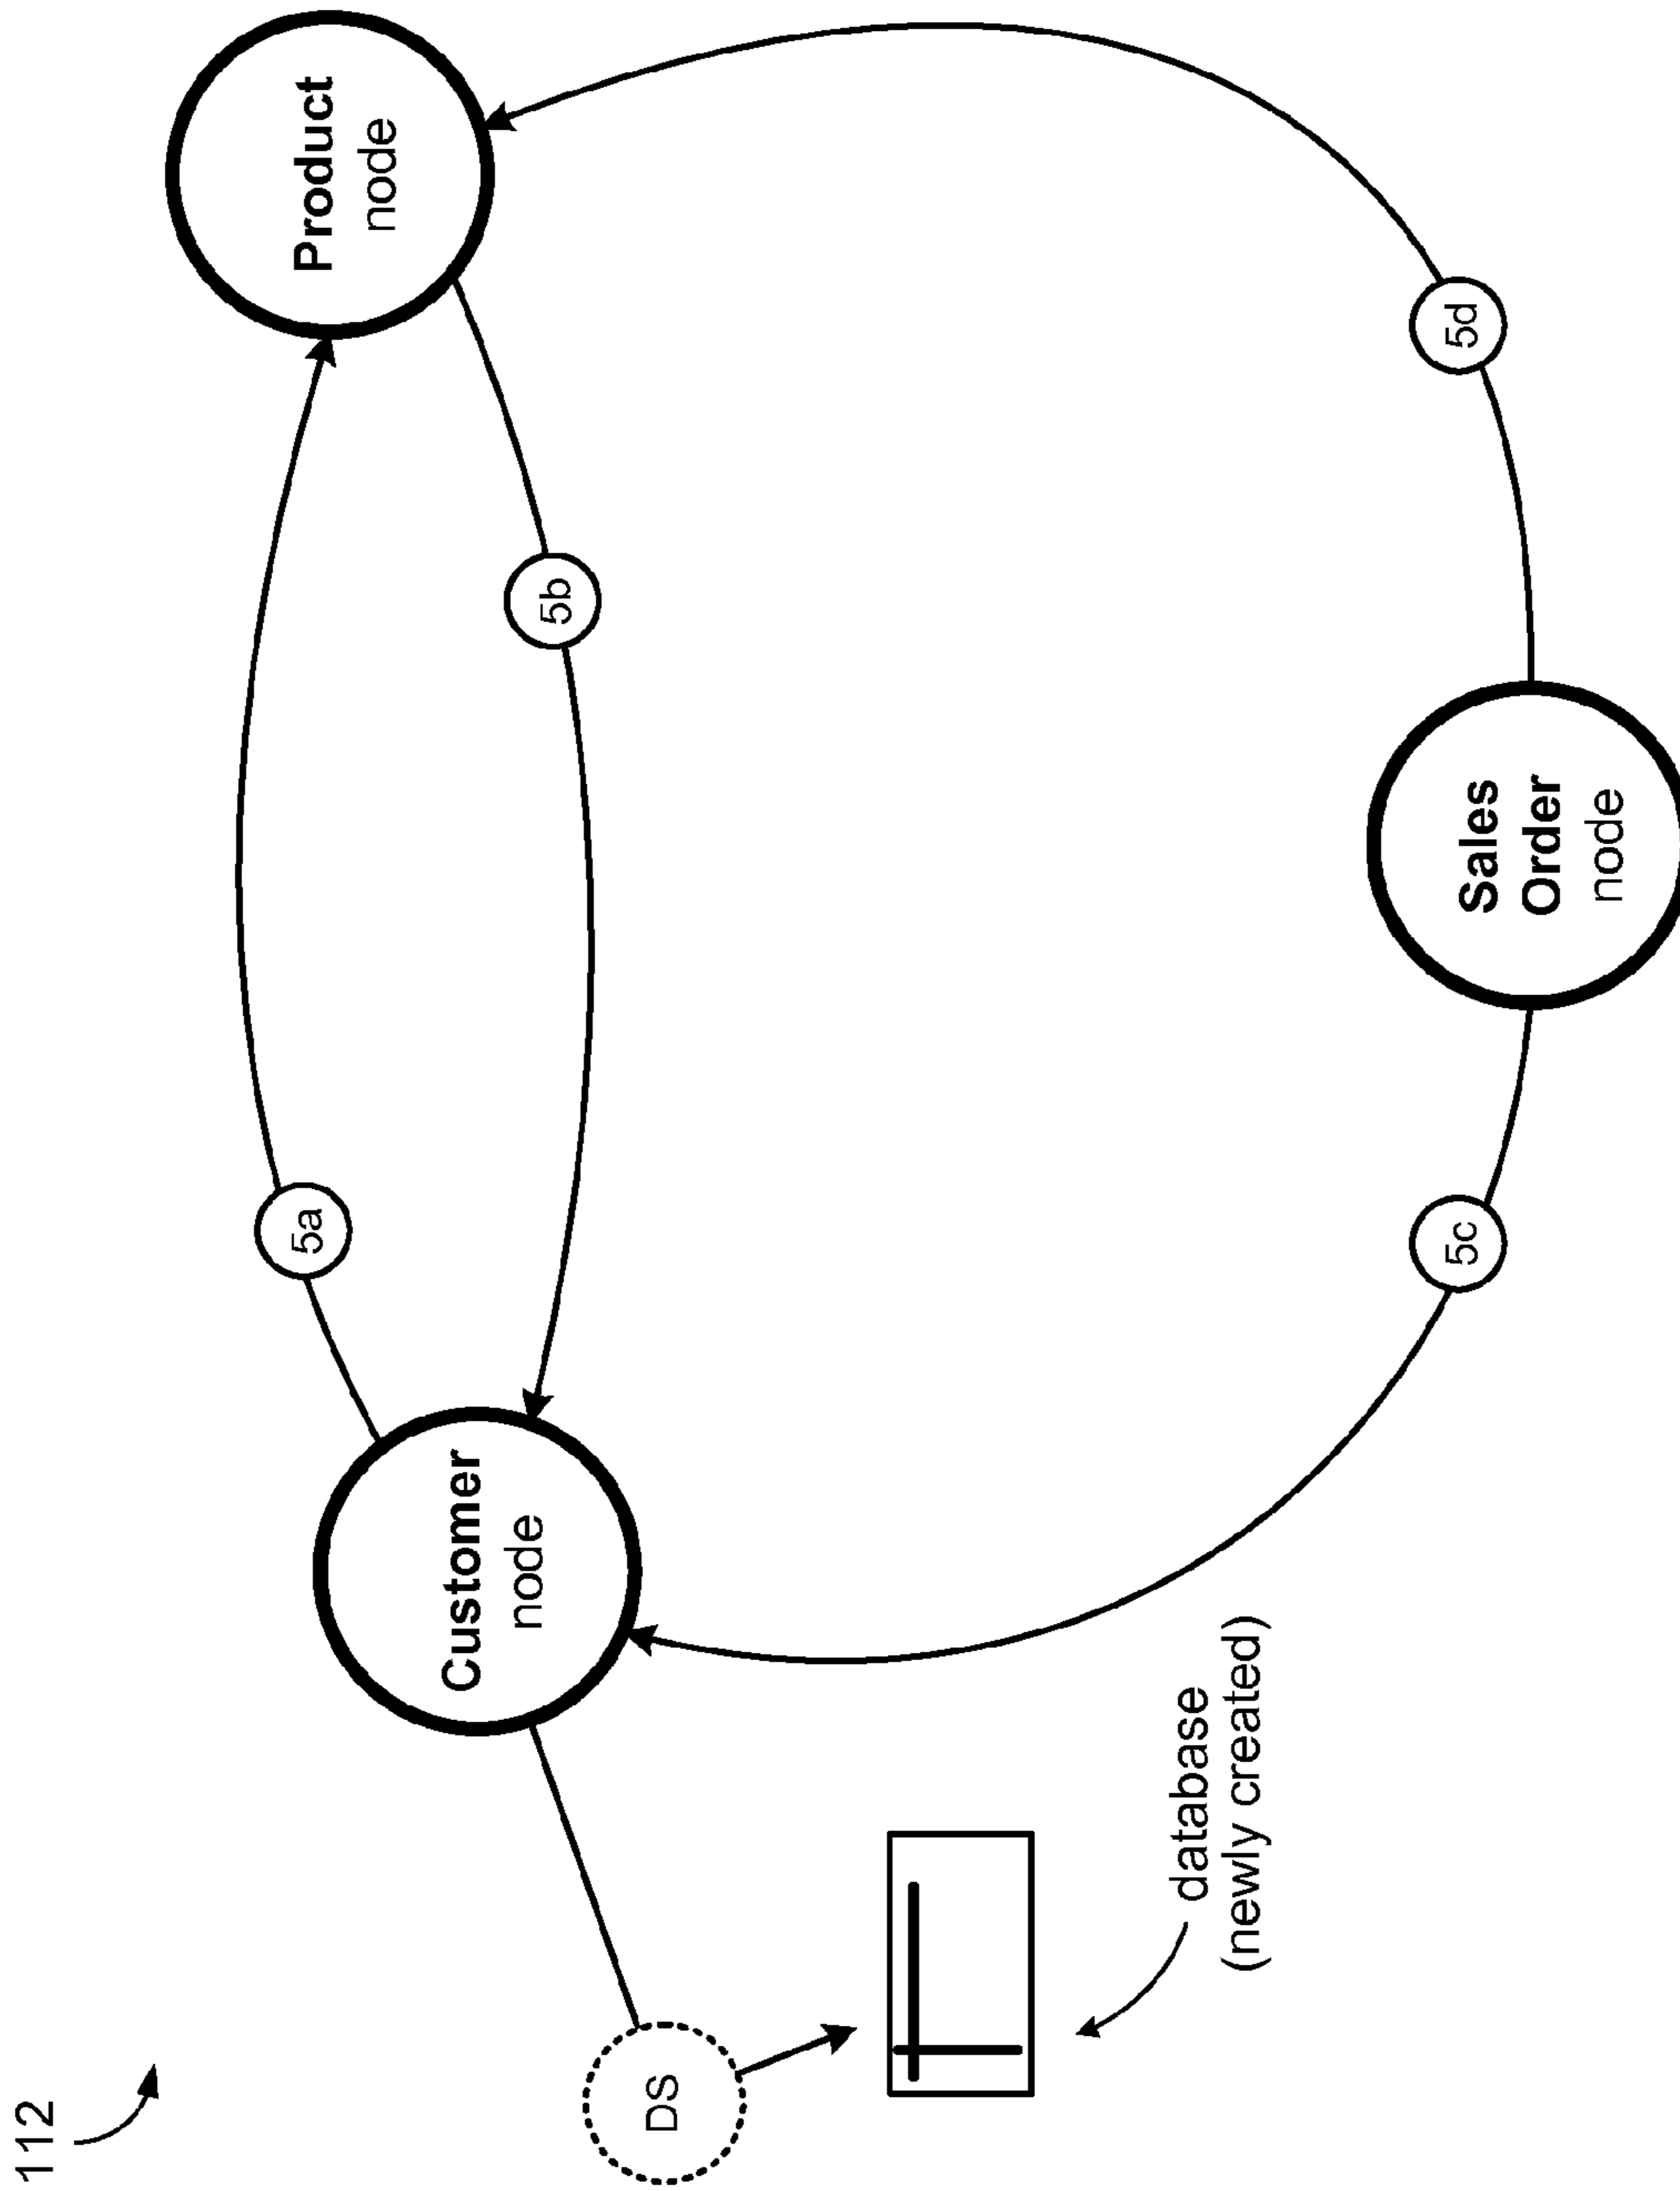 112
Product
node
5a
5b
Customer
node
DS
database
(newly created)
5c
5d
Sales
Order
node